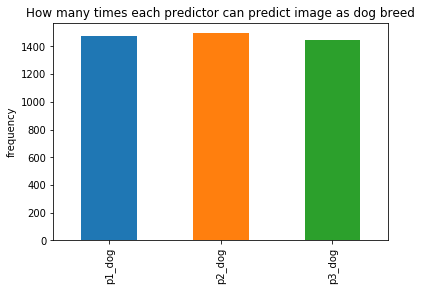 How many times each predictor can predict image as dog breed
1400
1200
1000
800
600
400
200
0
frequency
p1_dog
p2_dog
p3_dog